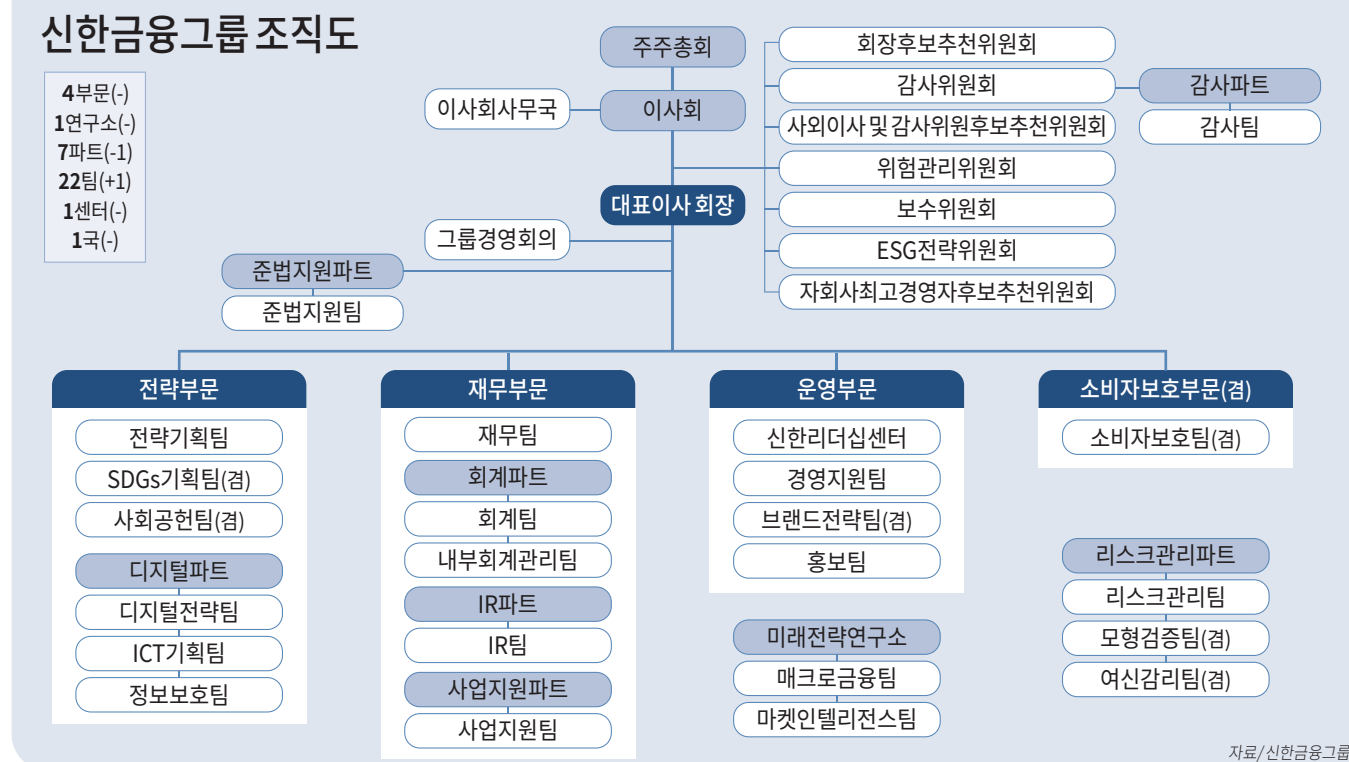 신한금융그룹 조직도
4부문(-)
1연구소(-)
7파트(-1)
22팀(+1)
1센터(-)
1국(-)
주주총회
이사회사무국
이사회
대표이사 회장
그룹경영회의
준법지원파트
준법지원팀
회장후보추천위원회
감사위원회
사외이사 및 감사위원후보추천위원회
위험관리위원회
보수위원회
ESG전략위원회
자회사최고경영자후보추천위원회
감사파트
감사팀
전략부문
전략기획팀
SDGs기획팀(겸)
사회공헌팀(겸)
디지털파트
디지털전략팀
ICT기획팀
정보보호팀
재무부문
재무팀
회계파트
회계팀
내부회계관리팀
IR파트
IR팀
사업지원파트
사업지원팀
운영부문
신한리더십센터
경영지원팀
브랜드전략팀(겸)
홍보팀
미래전략연구소
매크로금융팀
마켓인텔리전스팀
소비자보호부문(겸)
소비자보호팀(겸)
리스크관리파트
리스크관리팀
모형검증팀(겸)
여신감리팀(겸)
자료/신한금융그룹